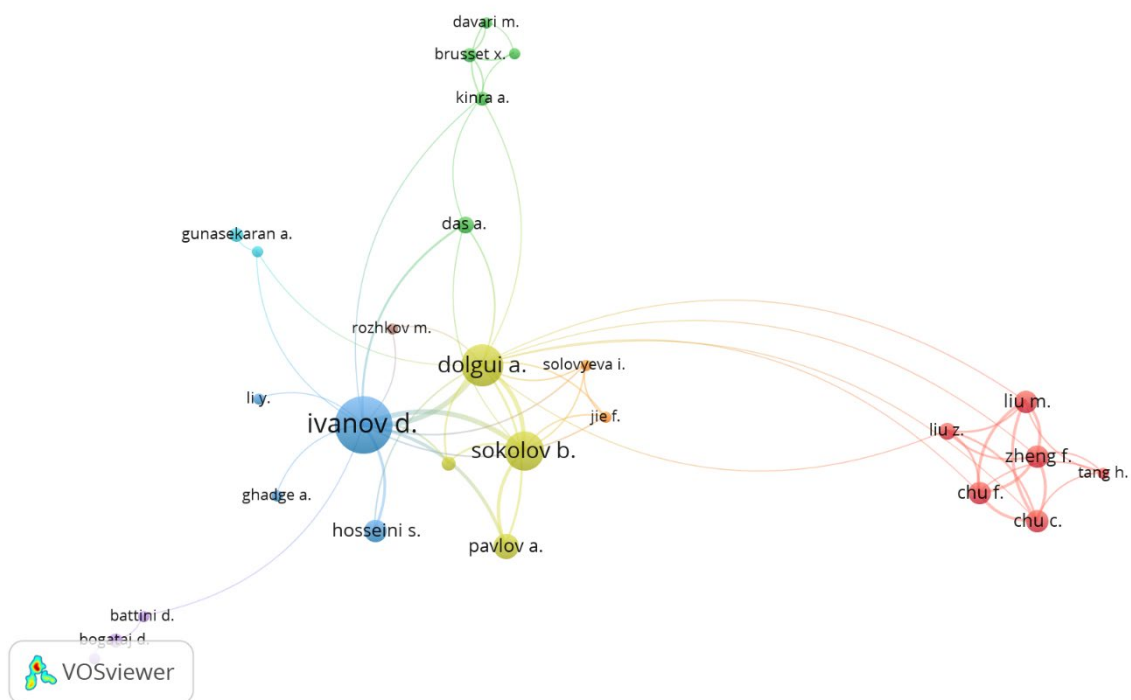 davari m.
brusset x.
kinra a.
das a.
gunasekaran a.
rozhkov m.
dolgui a.
solovyeva i.
li y.
ivanov d.
jie f.
liu m.
liu z.
sokolov b.
zheng f.
tang h.
ghadge a.
chu f.
hosseini s.
chu c.
pavlov a.
battini d.
bogataj d.
VOSviewer